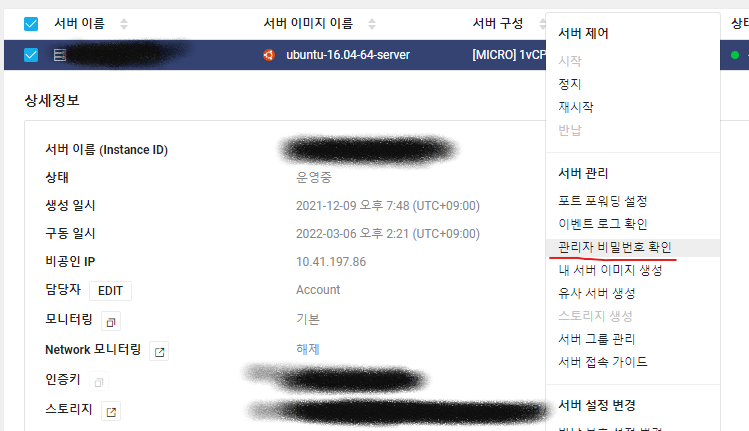 서버 이름 서버 이미지 이름 서버 구성 상태
ubuntu-16.04-64-server [MICRO] 1vCP
상세정보
서버 이름 (Instance ID)
상태 운영중
생성 일시 2021-12-09 오후 7:48 (UTC+09:00)
구동 일시 2022-03-06 오후 2:21 (UTC+09:00)
비공인 IP 10.41.197.86
담당자 EDIT Account
모니터링 기본
Network 모니터링 해제
인증키
스토리지
서버 제어
시작
정지
재시작
반납
서버 관리
포트 포워딩 설정
이벤트 로그 확인
관리자 비밀번호 확인
내 서버 이미지 생성
유사 서버 생성
스토리지 생성
서버 그룹 관리
서버 접속 가이드
서버 설정 변경
반납 보호 설정 변경